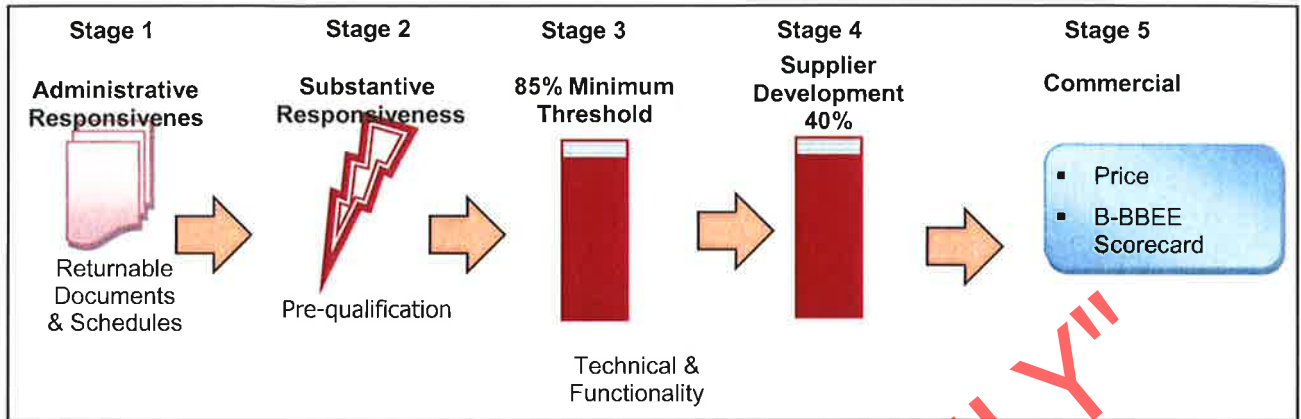 Stage 1
Stage 2
Stage 3
Stage 4
Stage 5
Administrative
Responsivenes
Substantive
Responsiveness
85% Minimum
Threshold
Supplier
Development
40%
Commercial
Returnable
Documents
& Schedules
Pre-qualification
Technical &
Functionality
▪ Price
▪ B-BBEE
Scorecard
Y"